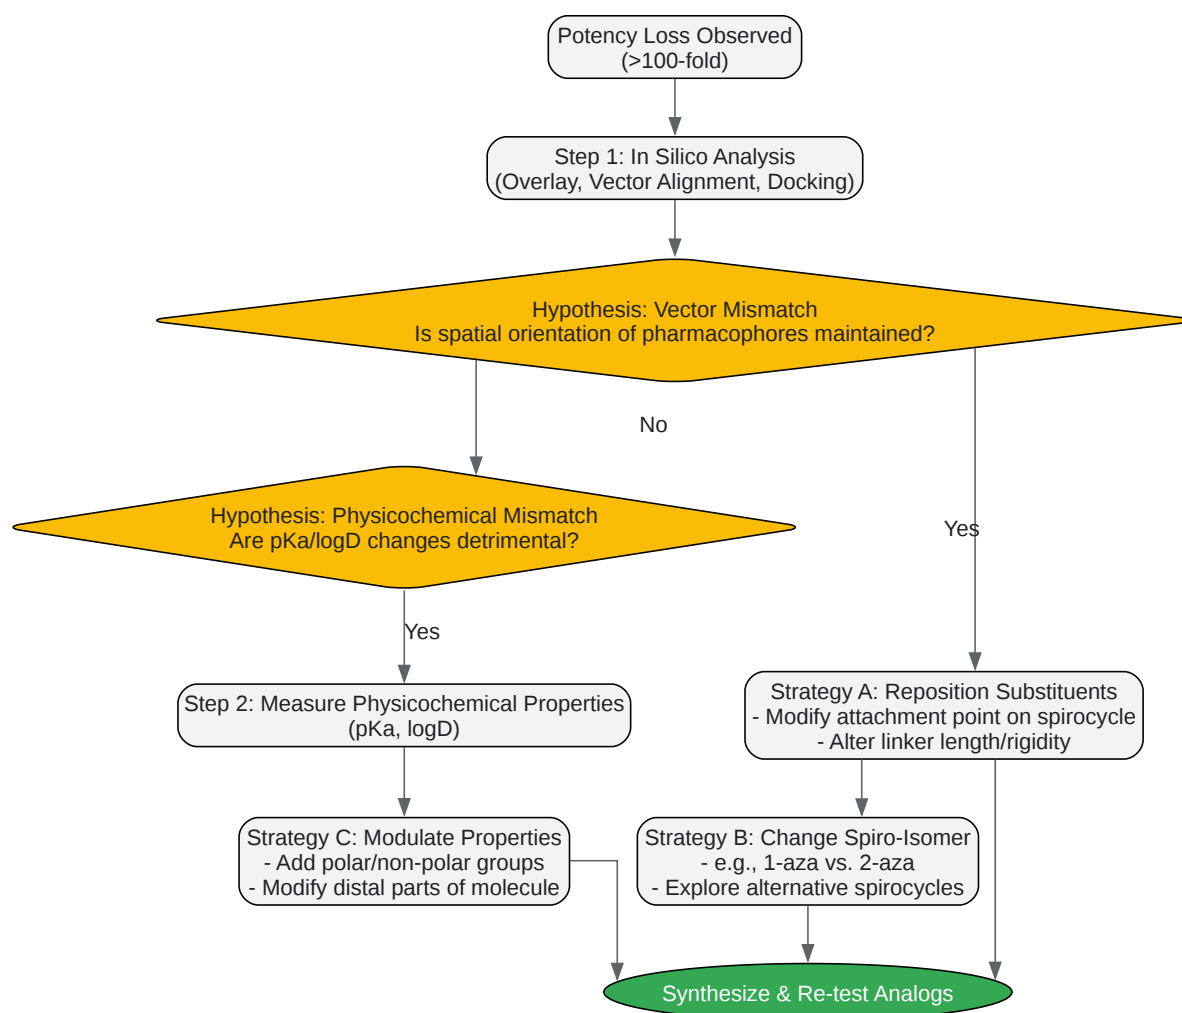 Potency Loss Observed
(>100-fold)
Step 1: In Silico Analysis
(Overlay, Vector Alignment, Docking)
Hypothesis: Vector Mismatch
Is spatial orientation of pharmacophores maintained?
No
Hypothesis: Physicochemical Mismatch
Are pKa/logD changes detrimental?
Yes
Yes
Step 2: Measure Physicochemical Properties
(pKa, logD)
Strategy A: Reposition Substituents
- Modify attachment point on spirocycle
- Alter linker length/rigidity
Strategy C: Modulate Properties
- Add polar/non-polar groups
- Modify distal parts of molecule
Strategy B: Change Spiro-Isomer
- e.g., 1-aza vs. 2-aza
- Explore alternative spirocycles
Synthesize & Re-test Analogs